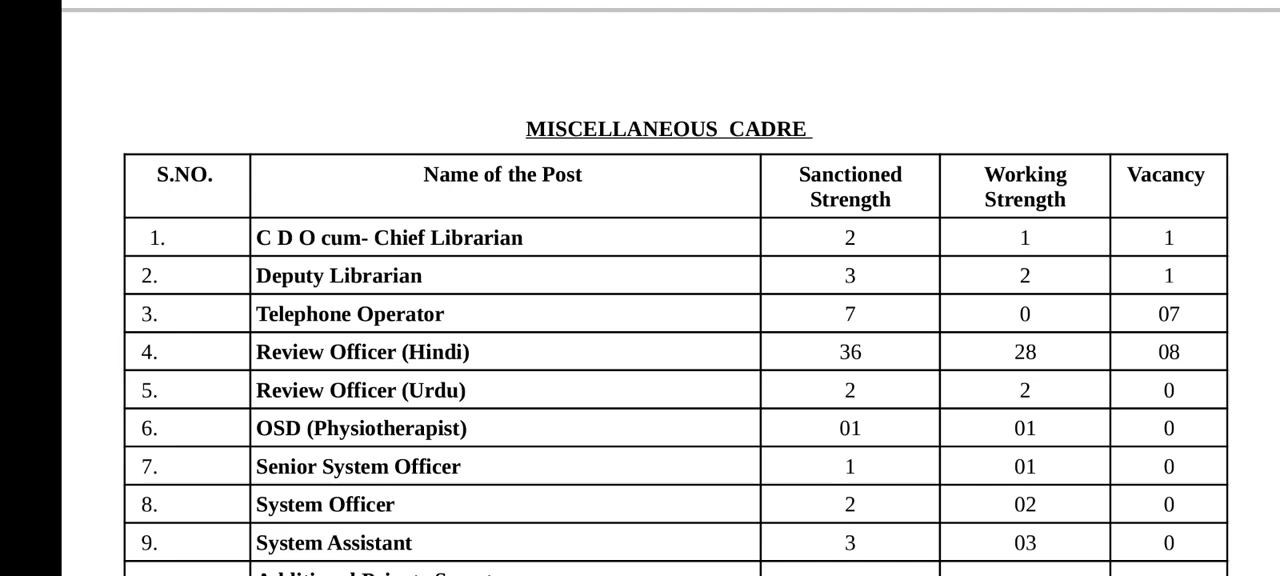 MISCELLANEOUS CADRE
S.NO. Name of the Post Sanctioned Strength Working Strength Vacancy
1. C D O cum- Chief Librarian 2 1 1
2. Deputy Librarian 3 2 1
3. Telephone Operator 7 0 07
4. Review Officer (Hindi) 36 28 08
5. Review Officer (Urdu) 2 2 0
6. OSD (Physiotherapist) 01 01 0
7. Senior System Officer 1 01 0
8. System Officer 2 02 0
9. System Assistant 3 03 0